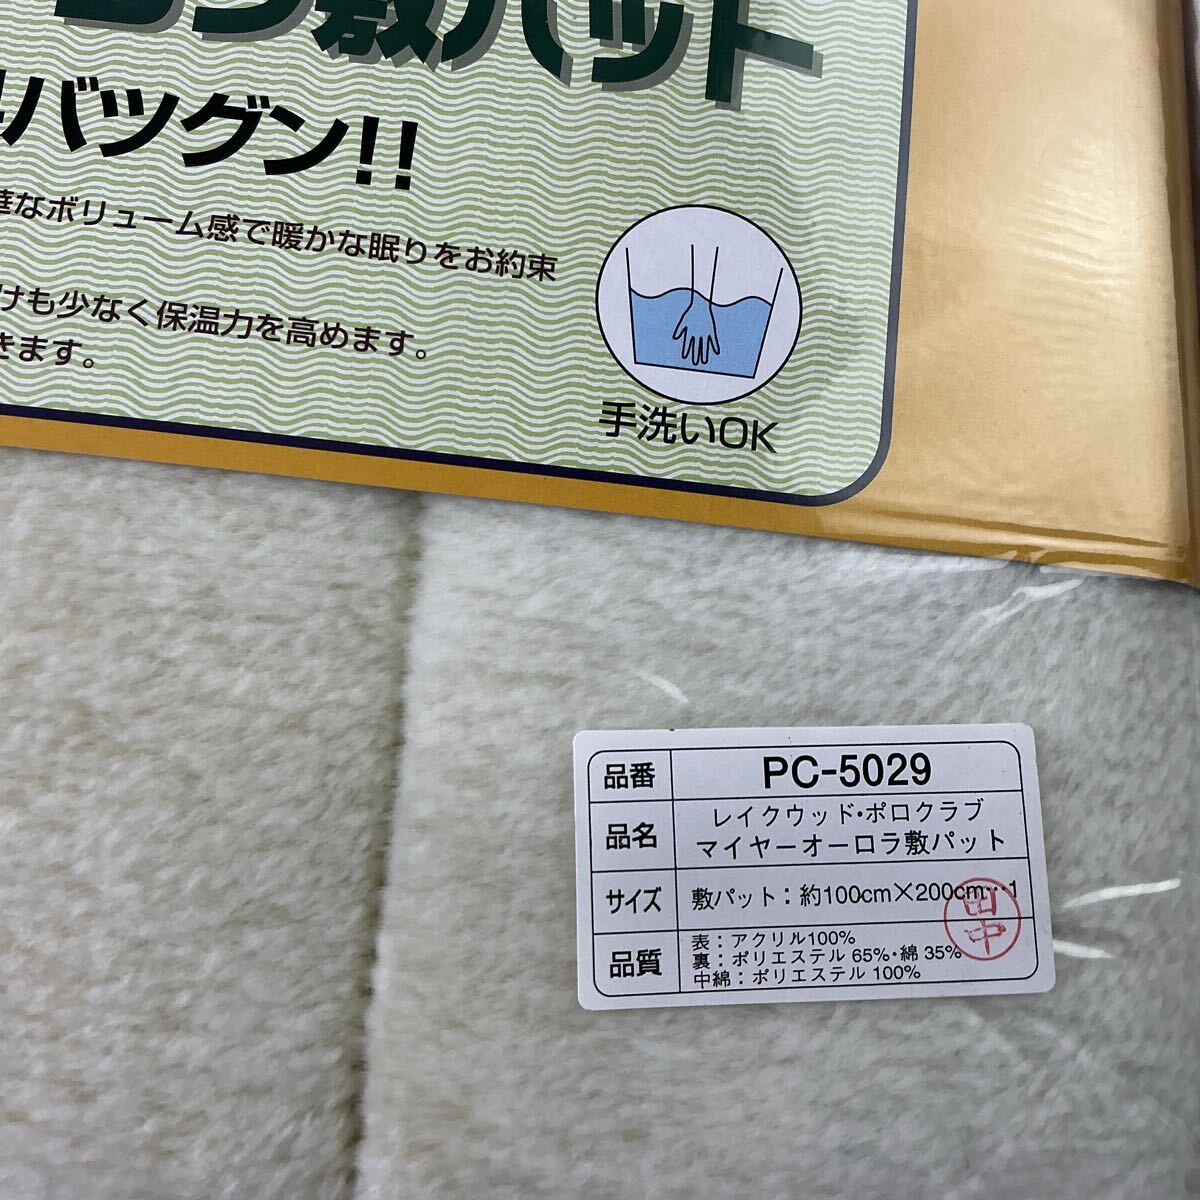 敷パット
バツグン!!
なボリューム感で暖かな眠りをお約束
けも少なく保温力を高めます。
きます。
手洗いOK
品番 PC-5029
品名 レイクウッド・ポロクラブ
マイヤーオーロラ敷パット
サイズ 敷パット：約100cm×200cm…1
品質 表：アクリル100%
裏：ポリエステル 65%・綿 35%
中綿：ポリエステル 100%
田中